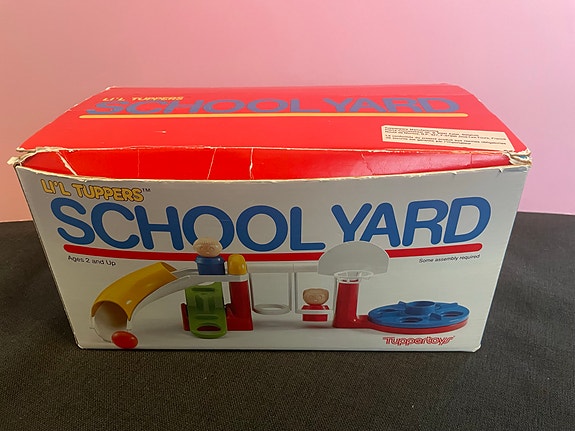 LI'L TUPPERS
SCHOOL YARD
LI'L TUPPERS™
SCHOOL YARD
Ages 2 and Up
Some assembly required
"Tuppertoys"